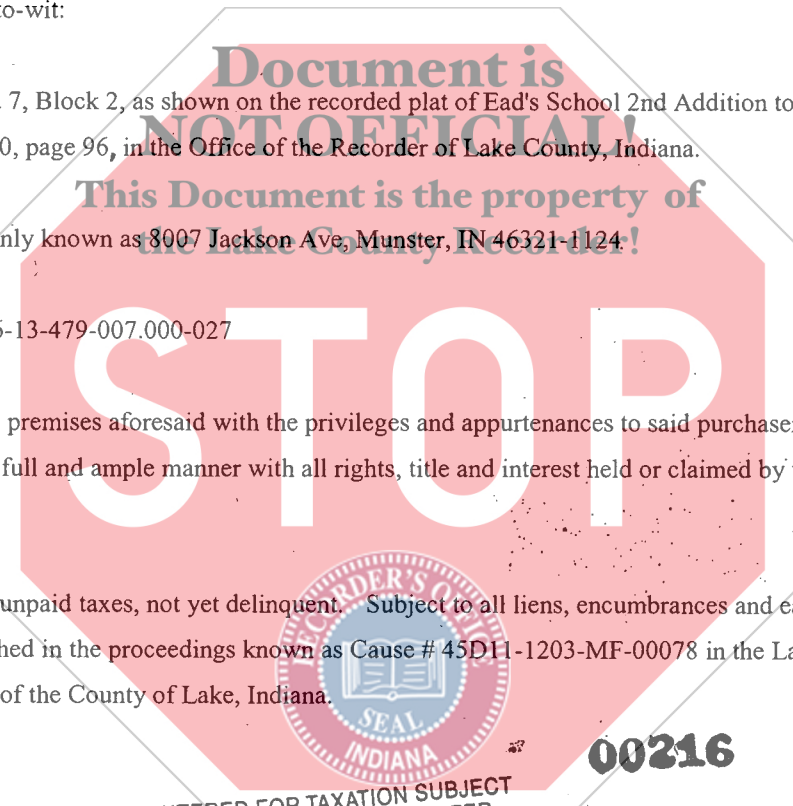 to-wit:
Document is
7, Block 2, as shown on the recorded plat of Ead's School 2nd Addition to
NOT OFFICIAL!
0, page 96, in the Office of the Recorder of Lake County, Indiana.
This Document is the property of
the Lake County Recorder!
nly known as 8007 Jackson Ave, Munster, IN 46321-1124.
-13-479-007.000-027
STOP
premises aforesaid with the privileges and appurtenances to said purchaser
full and ample manner with all rights, title and interest held or claimed by
unpaid taxes, not yet delinquent. Subject to all liens, encumbrances and ea
hed in the proceedings known as Cause # 45D11-1203-MF-00078 in the La
of the County of Lake, Indiana.
RECORDER'S OFFIC
SEAL
INDIANA
00216
FOR TAXATION SUBJECT